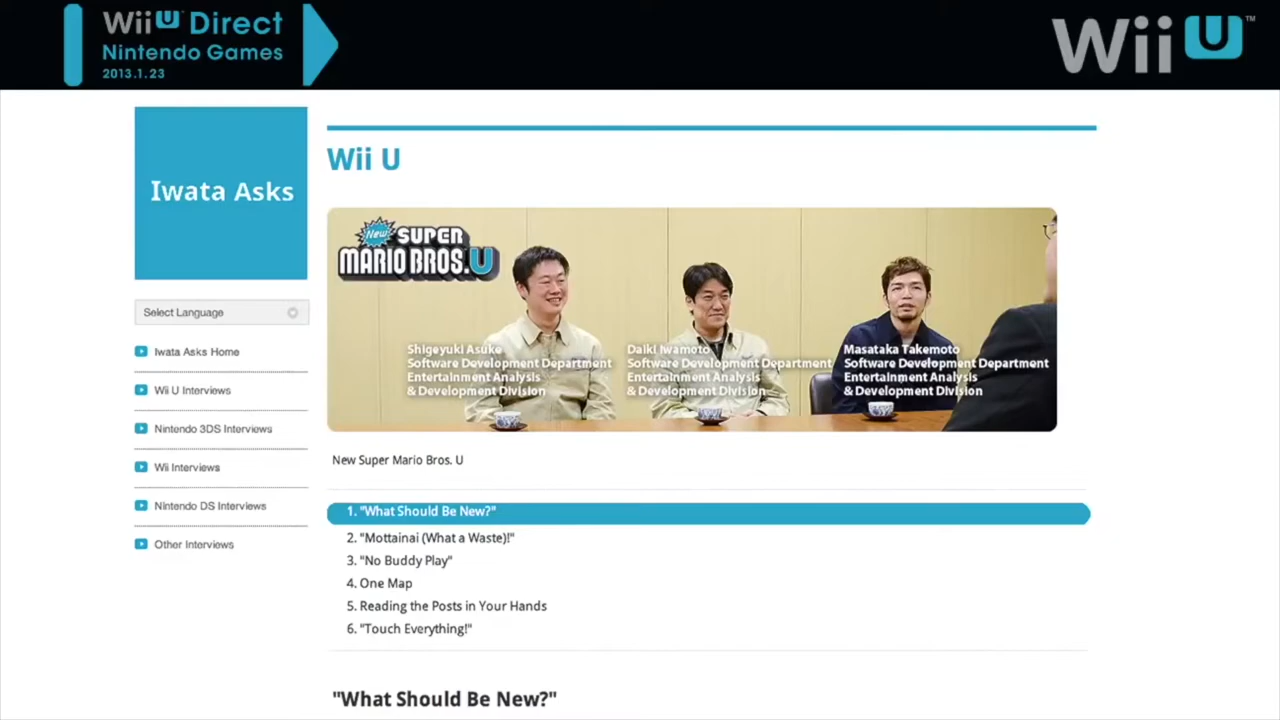 Wii U Direct
Nintendo Games
2013.1.23
Wii U™
Iwata Asks
Select Language
Iwata Asks Home
Wii U Interviews
Nintendo 3DS Interviews
Wii Interviews
Nintendo DS Interviews
Other Interviews
Wii U
New SUPER
MARIO BROS. U
Shigeyuki Asuke
Software Development Department
Entertainment Analysis
& Development Division
Daiki Iwamoto
Software Development Department
Entertainment Analysis
& Development Division
Masataka Takemoto
Software Development Department
Entertainment Analysis
& Development Division
New Super Mario Bros. U
1. "What Should Be New?"
2. "Mottainai (What a Waste)!"
3. "No Buddy Play"
4. One Map
5. Reading the Posts in Your Hands
6. "Touch Everything!"
"What Should Be New?"